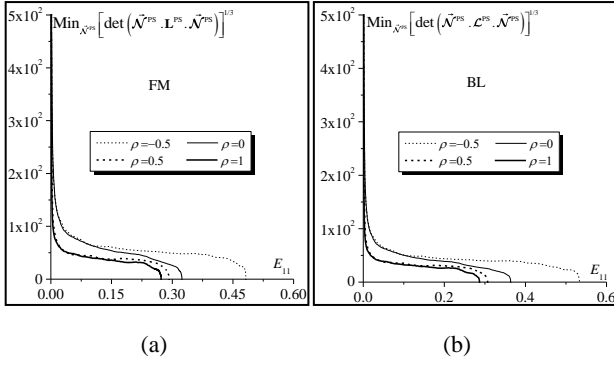 Min_{𝒩⃗^PS} [det(𝒩⃗^PS . L^PS . 𝒩⃗^PS)]^{1/3}
5x10²
4x10²
3x10²
2x10²
1x10²
0
FM
ρ=−0.5
ρ=0
ρ=0.5
ρ=1
E₁₁
0.00 0.15 0.30 0.45 0.60
(a)
Min_{𝒩⃗^PS} [det(𝒩⃗^PS . ℒ^PS . 𝒩⃗^PS)]^{1/3}
5x10²
4x10²
3x10²
2x10²
1x10²
0
BL
ρ=−0.5
ρ=0
ρ=0.5
ρ=1
E₁₁
0.0 0.2 0.4 0.6
(b)